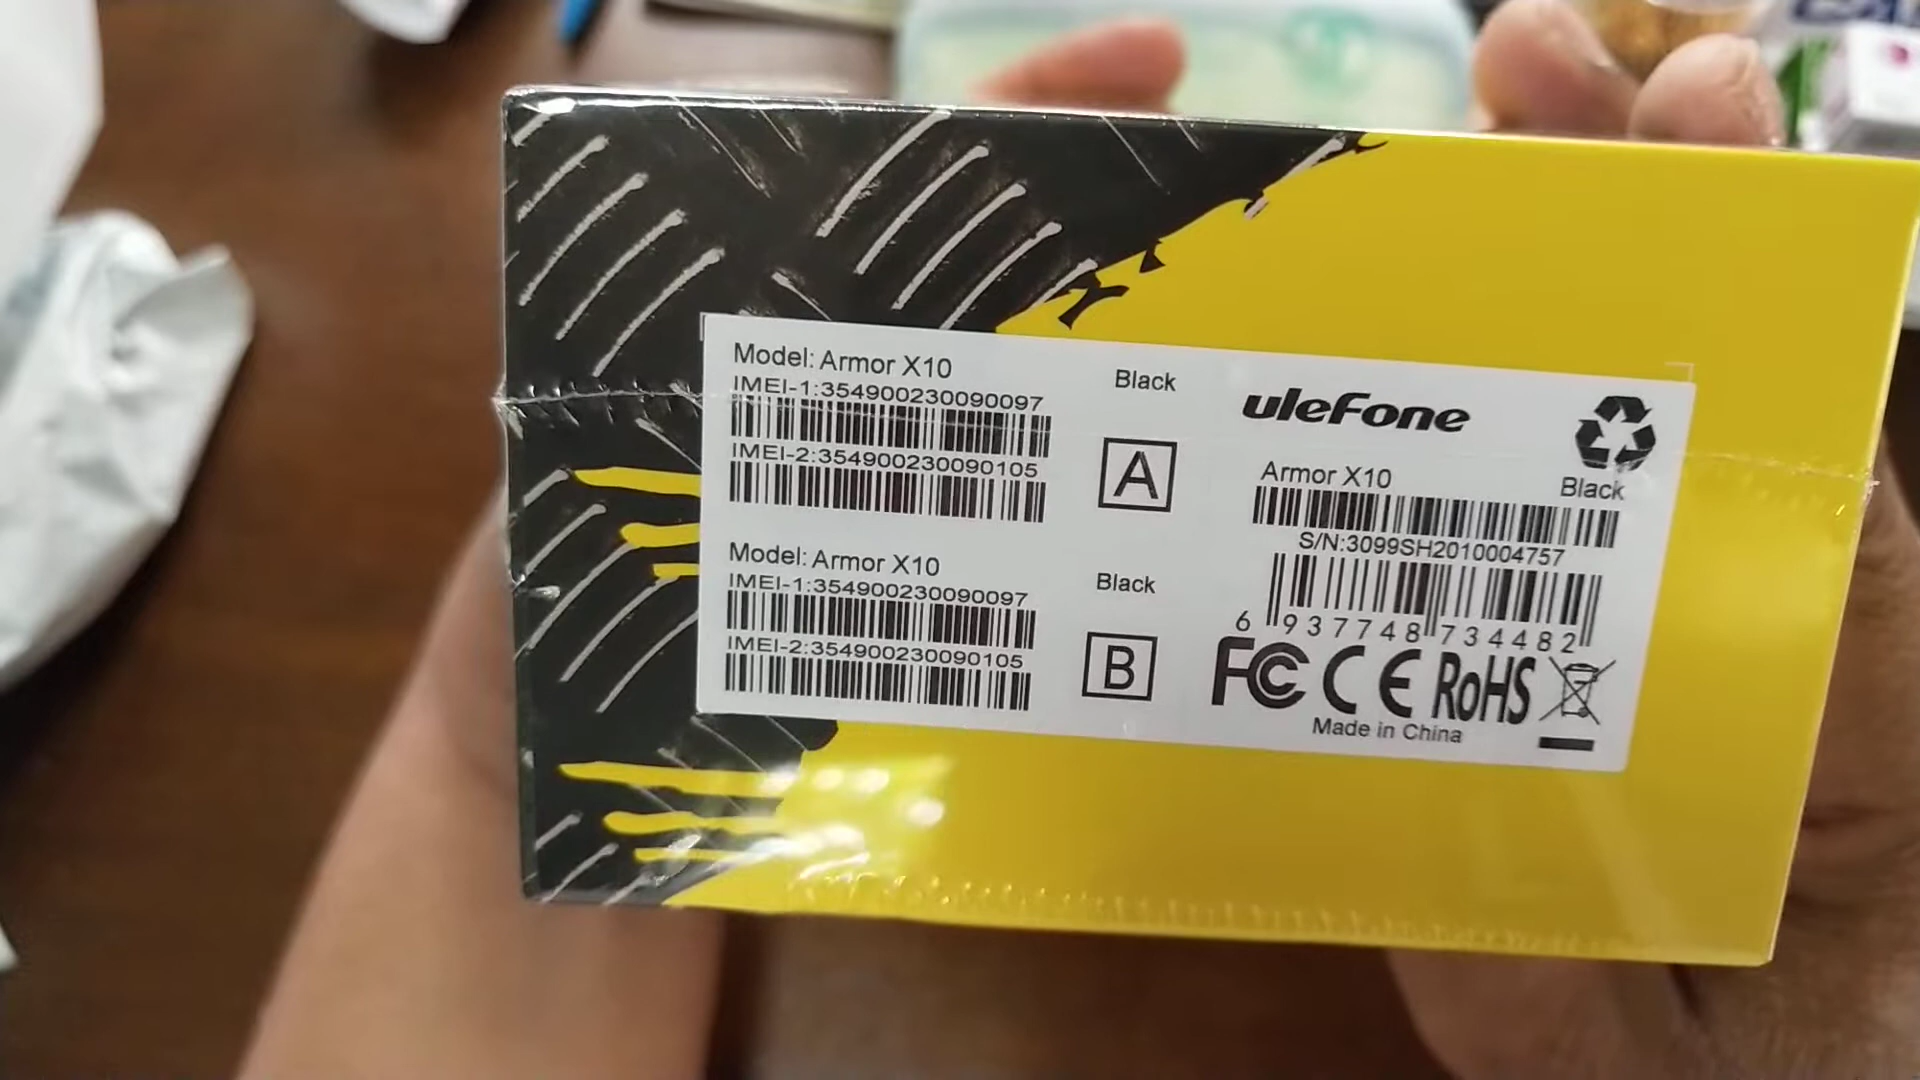 Model: Armor X10
Black
IMEI-1:354900230090097
IMEI-2:354900230090105
A
Model: Armor X10
Black
IMEI-1:354900230090097
IMEI-2:354900230090105
B
uleFone
Armor X10
Black
S/N:3099SH2010004757
6 937748 734482
FC CE RoHS
Made in China